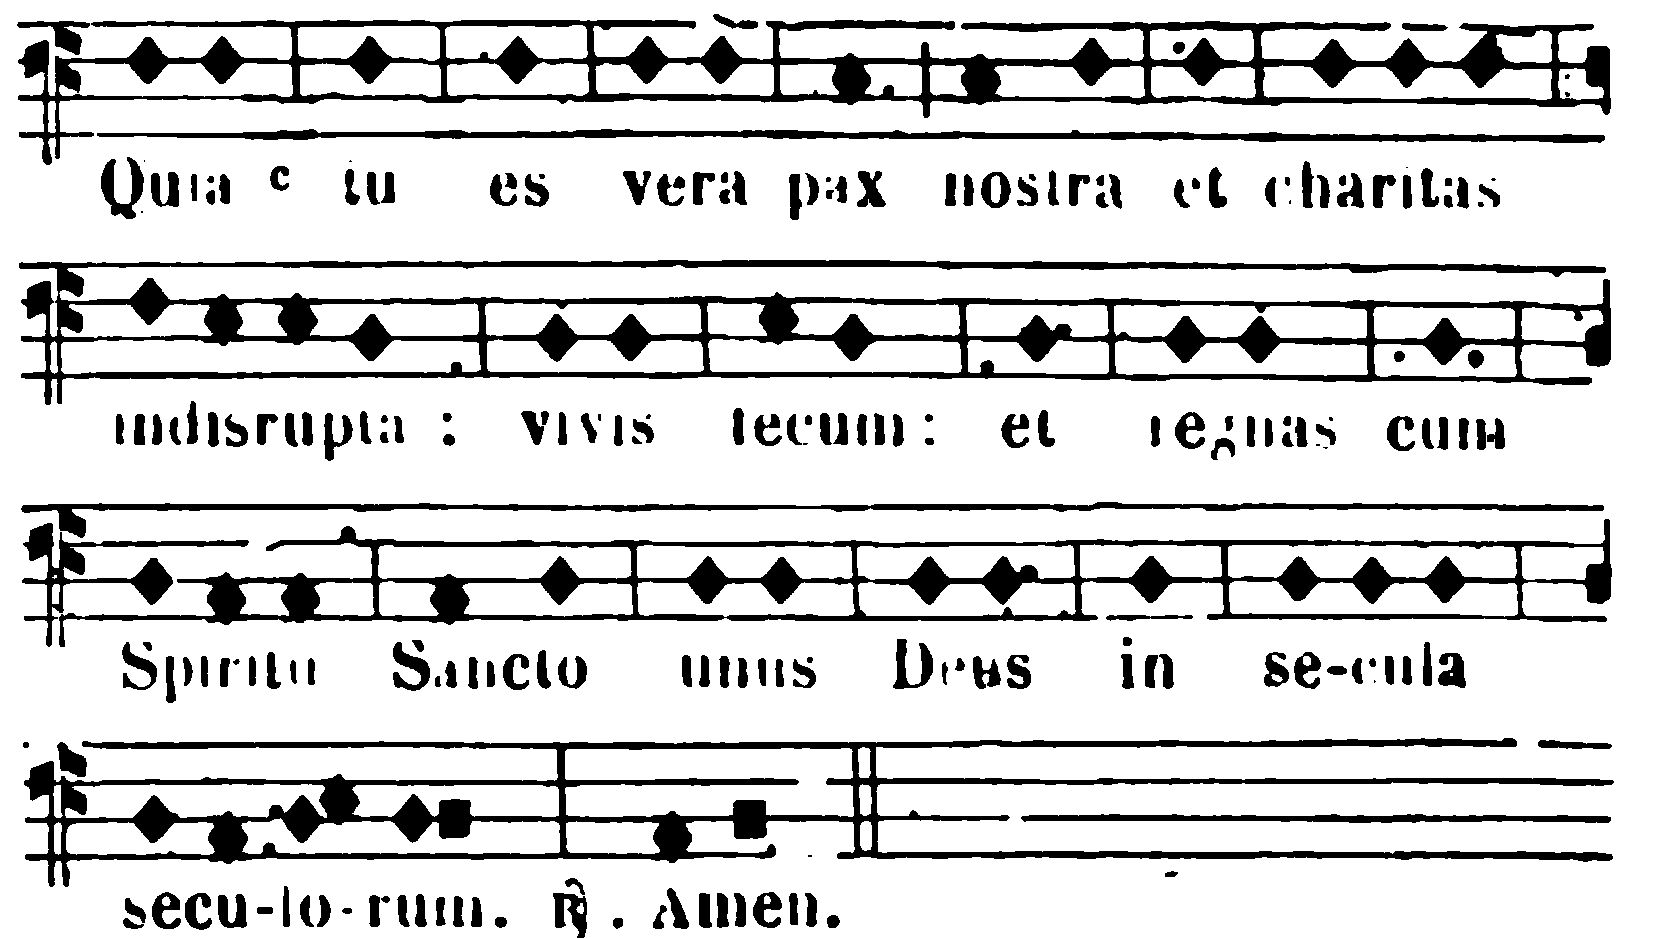 Quia c tu es vera pax nostra et charitas
indisrupta : vivis tecum : et regnas cum
Spiritu Sancto unus Deus in se-cula
secu-lo-rum. ℟. Amen.